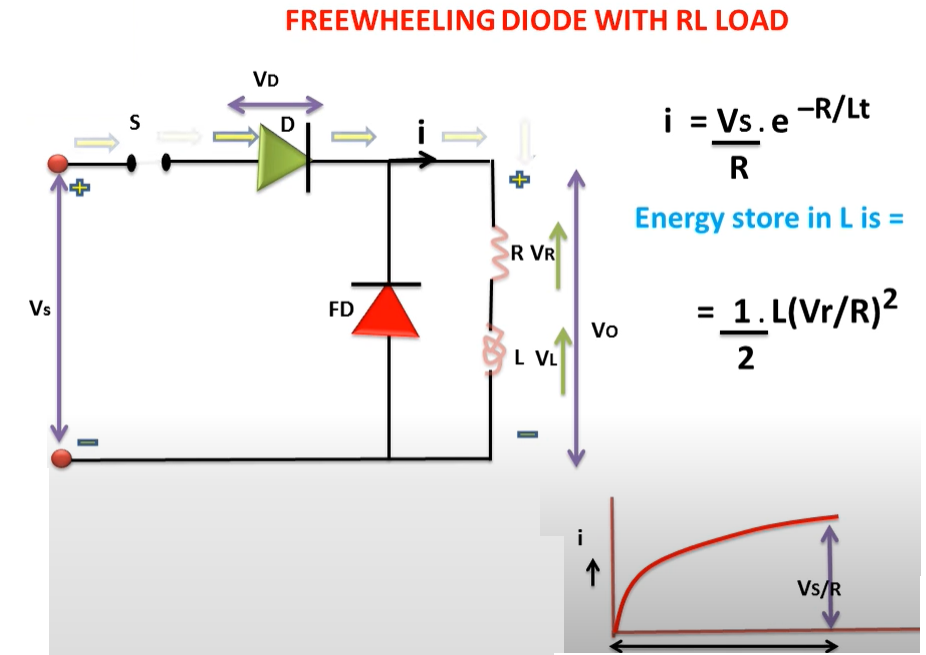 FREEWHEELING DIODE WITH RL LOAD
VD
S
D
i
+
+
R VR
Vs
FD
Vo
L VL
−
−
i = Vs.e −R/Lt
R
Energy store in L is =
= 1.L(Vr/R)2
2
i
Vs/R